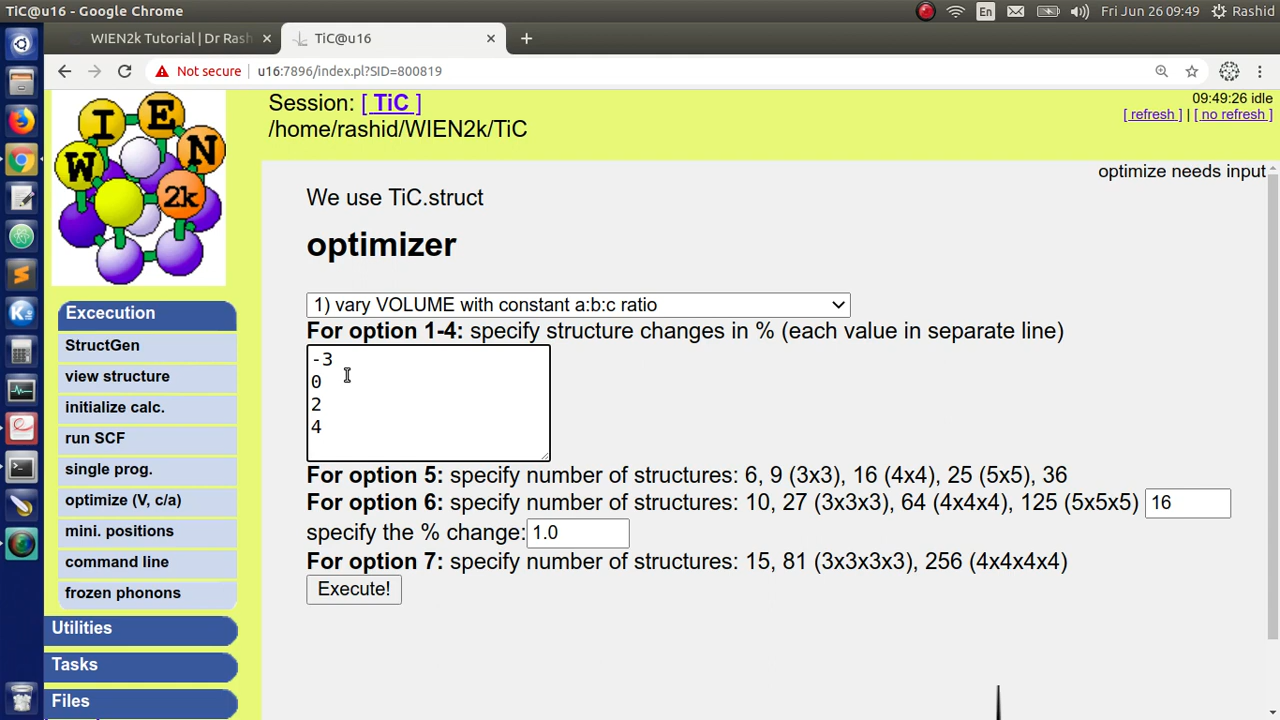 TiC@u16 - Google Chrome
En
Fri Jun 26 09:49
Rashid
WIEN2k Tutorial | Dr Rash
TiC@u16
Not secure
u16:7896/index.pl?SID=800819
W I E N 2k
Session: [ TiC ]
/home/rashid/WIEN2k/TiC
09:49:26 idle
[ refresh ] | [ no refresh ]
optimize needs input
Excecution
StructGen
view structure
initialize calc.
run SCF
single prog.
optimize (V, c/a)
mini. positions
command line
frozen phonons
Utilities
Tasks
Files
We use TiC.struct
optimizer
1) vary VOLUME with constant a:b:c ratio
For option 1-4: specify structure changes in % (each value in separate line)
-3
0
2
4
For option 5: specify number of structures: 6, 9 (3x3), 16 (4x4), 25 (5x5), 36
For option 6: specify number of structures: 10, 27 (3x3x3), 64 (4x4x4), 125 (5x5x5) 16
specify the % change: 1.0
For option 7: specify number of structures: 15, 81 (3x3x3x3), 256 (4x4x4x4)
Execute!